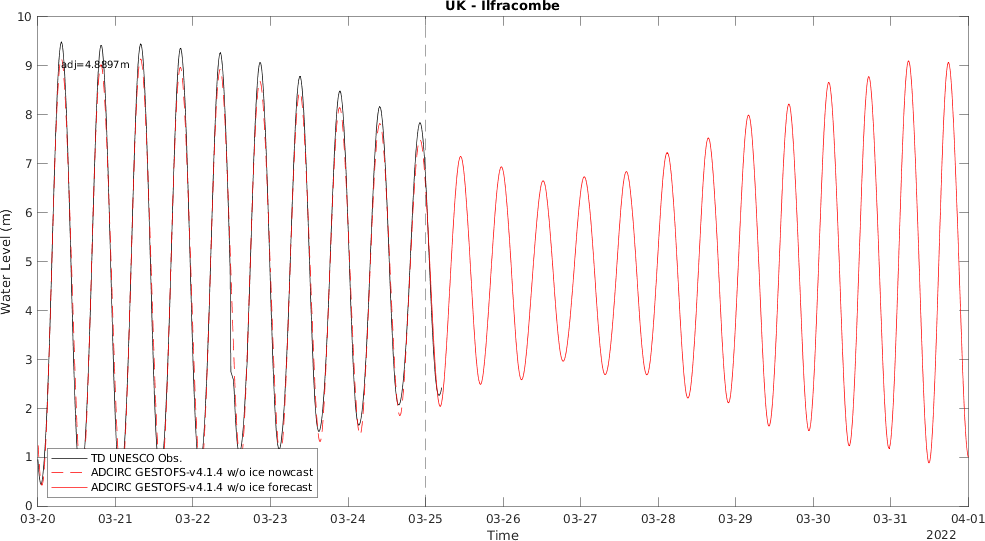 UK - Ilfracombe
10
9
8
7
6
5
4
3
2
1
0
Water Level (m)
adj=4.8897m
TD UNESCO Obs.
ADCIRC GESTOFS-v4.1.4 w/o ice nowcast
ADCIRC GESTOFS-v4.1.4 w/o ice forecast
03-20 03-21 03-22 03-23 03-24 03-25 03-26 03-27 03-28 03-29 03-30 03-31 04-01
Time
2022